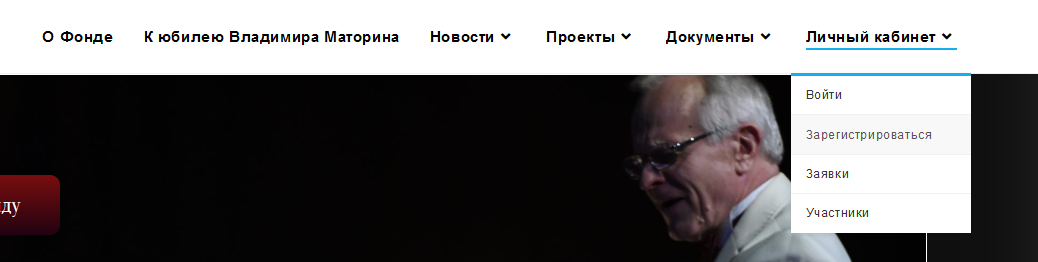 О Фонде К юбилею Владимира Маторина Новости Проекты Документы Личный кабинет
Войти
Зарегистрироваться
Заявки
Участники